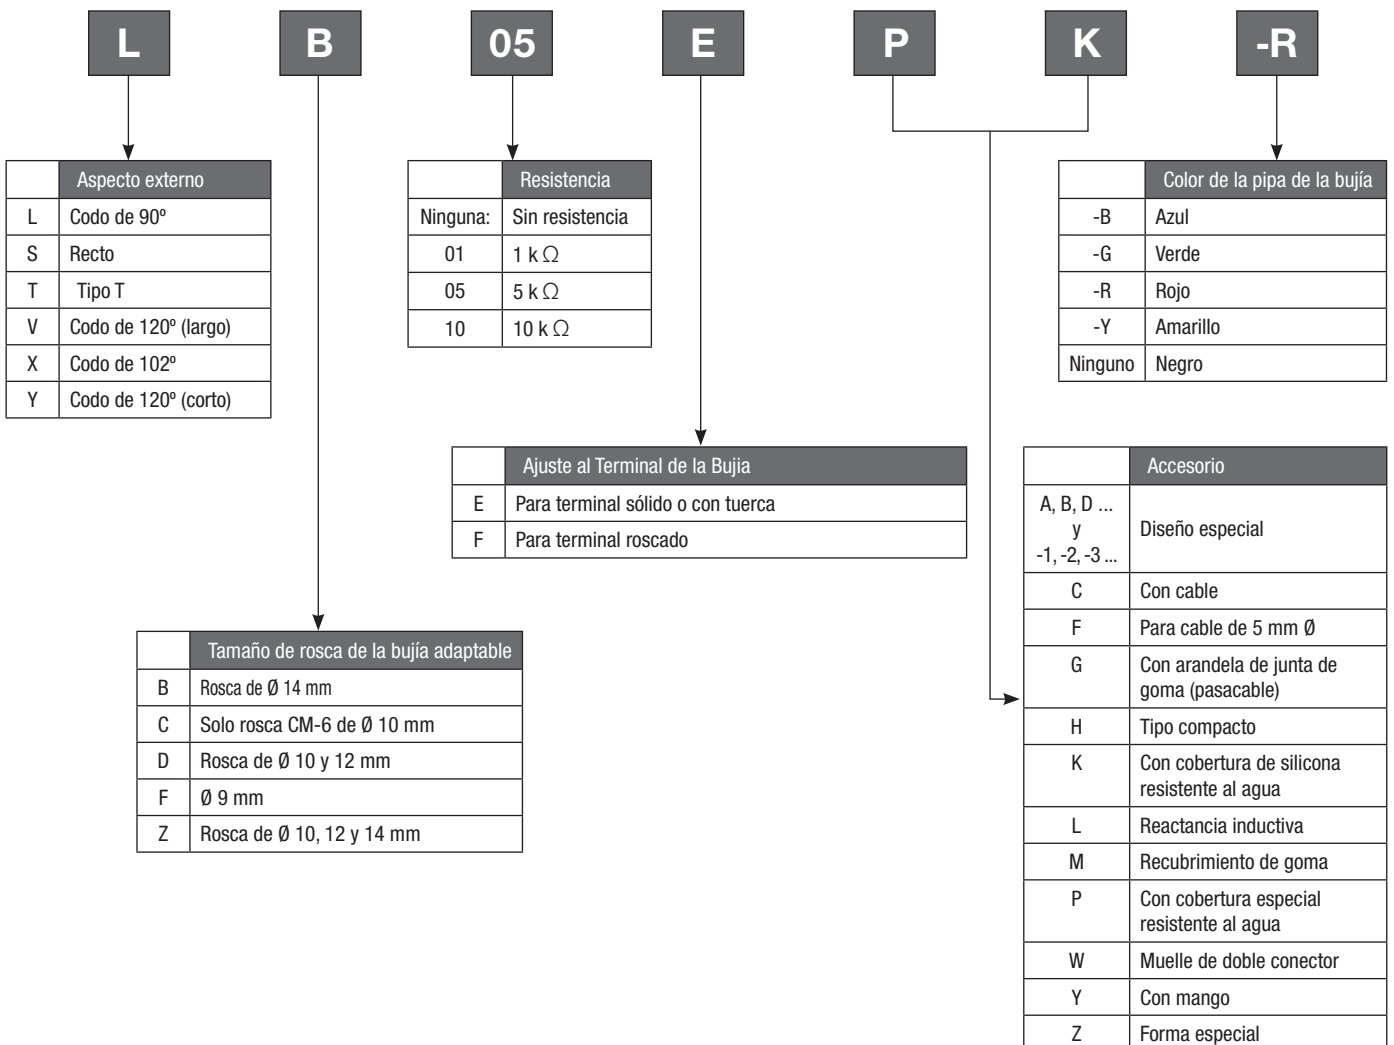 L B 05 E P K -R
Aspecto externo
L Codo de 90º
S Recto
T Tipo T
V Codo de 120º (largo)
X Codo de 102º
Y Codo de 120º (corto)
Resistencia
Ninguna: Sin resistencia
01 1 k Ω
05 5 k Ω
10 10 k Ω
Color de la pipa de la bujía
-B Azul
-G Verde
-R Rojo
-Y Amarillo
Ninguno Negro
Ajuste al Terminal de la Bujia
E Para terminal sólido o con tuerca
F Para terminal roscado
Tamaño de rosca de la bujía adaptable
B Rosca de Ø 14 mm
C Solo rosca CM-6 de Ø 10 mm
D Rosca de Ø 10 y 12 mm
F Ø 9 mm
Z Rosca de Ø 10, 12 y 14 mm
Accesorio
A, B, D ...
y
-1, -2, -3 ...
Diseño especial
C Con cable
F Para cable de 5 mm Ø
G Con arandela de junta de
goma (pasacable)
H Tipo compacto
K Con cobertura de silicona
resistente al agua
L Reactancia inductiva
M Recubrimiento de goma
P Con cobertura especial
resistente al agua
W Muelle de doble conector
Y Con mango
Z Forma especial